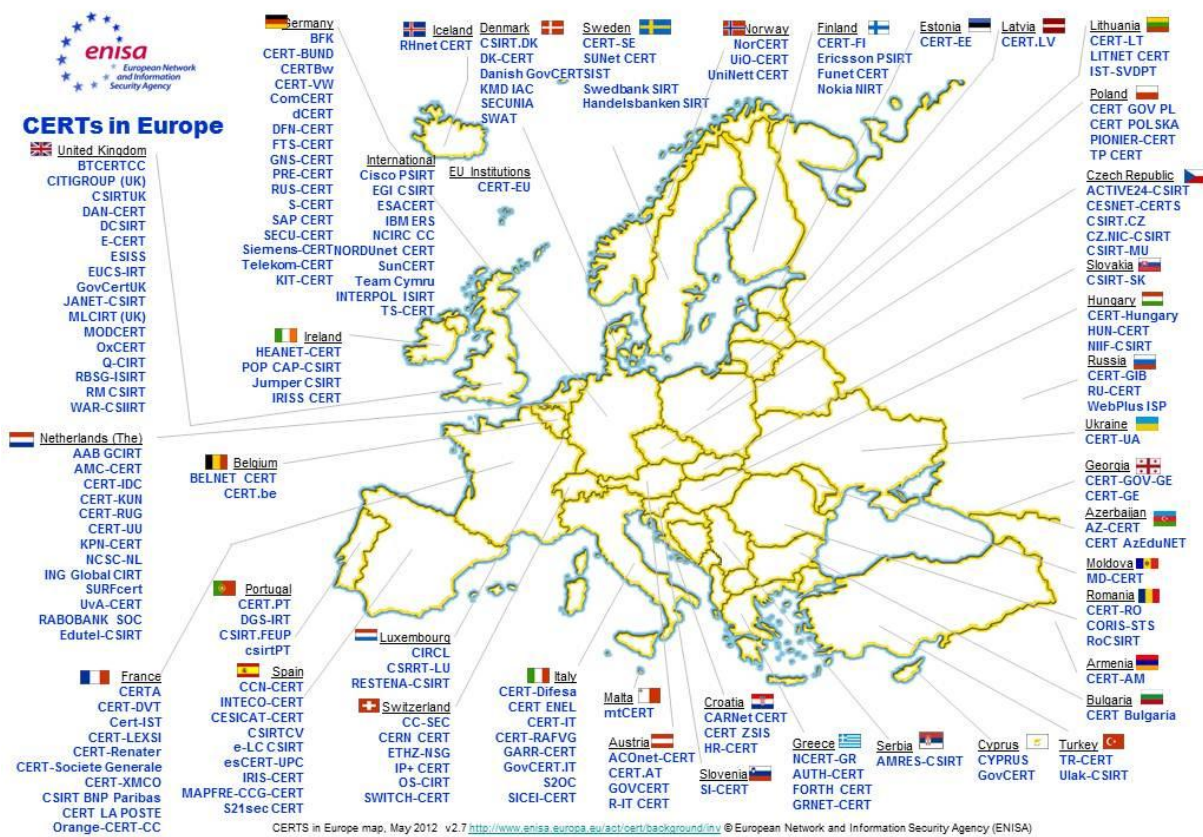 enisa
European Network
and Information
Security Agency
CERTs in Europe
United Kingdom
BTCERTCC
CITIGROUP (UK)
CSIRTUK
DAN-CERT
DCSIRT
E-CERT
ESISS
EUCS-IRT
GovCertUK
JANET-CSIRT
MLCIRT (UK)
MODCERT
OxCERT
Q-CIRT
RBSG-ISIRT
RM CSIRT
WAR-CSIIRT
Netherlands (The)
AAB GCIRT
AMC-CERT
CERT-IDC
CERT-KUN
CERT-RUG
CERT-UU
KPN-CERT
NCSC-NL
ING Global CIRT
SURFcert
UvA-CERT
RABOBANK SOC
Edutel-CSIRT
France
CERTA
CERT-DVT
Cert-IST
CERT-LEXSI
CERT-Renater
CERT-Societe Generale
CERT-XMCO
CSIRT BNP Paribas
CERT LA POSTE
Orange-CERT-CC
Germany
BFK
CERT-BUND
CERTBw
CERT-VW
ComCERT
dCERT
DFN-CERT
FTS-CERT
GNS-CERT
PRE-CERT
RUS-CERT
S-CERT
SAP CERT
SECU-CERT
Siemens-CERT
Telekom-CERT
KIT-CERT
Ireland
HEANET-CERT
POP CAP-CSIRT
Jumper CSIRT
IRISS CERT
Belgium
BELNET CERT
CERT.be
Portugal
CERT.PT
DGS-IRT
CSIRT.FEUP
csirtPT
Spain
CCN-CERT
INTECO-CERT
CESICAT-CERT
CSIRTCV
e-LC CSIRT
esCERT-UPC
IRIS-CERT
MAPFRE-CCG-CERT
S21sec CERT
Iceland
RHnet CERT
International
Cisco PSIRT
EGI CSIRT
ESACERT
IBM ERS
NCIRC CC
NORDUnet CERT
SunCERT
Team Cymru
INTERPOL ISIRT
TS-CERT
EU Institutions
CERT-EU
Denmark
CSIRT.DK
DK-CERT
Danish GovCERT
KMD IAC
SECUNIA
SWAT
Sweden
CERT-SE
SUNet CERT
SIST
Swedbank SIRT
Handelsbanken SIRT
Norway
NorCERT
UiO-CERT
UniNett CERT
Finland
CERT-FI
Ericsson PSIRT
Funet CERT
Nokia NIRT
Estonia
CERT-EE
Latvia
CERT.LV
Lithuania
CERT-LT
LITNET CERT
IST-SVDPT
Poland
CERT GOV PL
CERT POLSKA
PIONIER-CERT
TP CERT
Czech Republic
ACTIVE24-CSIRT
CESNET-CERTS
CSIRT.CZ
CZ.NIC-CSIRT
CSIRT-MU
Slovakia
CSIRT-SK
Hungary
CERT-Hungary
HUN-CERT
NIIF-CSIRT
Russia
CERT-GIB
RU-CERT
WebPlus ISP
Ukraine
CERT-UA
Georgia
CERT-GOV-GE
CERT-GE
Azerbaijan
AZ-CERT
CERT AzEduNET
Moldova
MD-CERT
Romania
CERT-RO
CORIS-STS
RoCSIRT
Armenia
CERT-AM
Bulgaria
CERT Bulgaria
Luxembourg
CIRCL
CSRRT-LU
RESTENA-CSIRT
Switzerland
CC-SEC
CERN CERT
ETHZ-NSG
IP+ CERT
OS-CIRT
SWITCH-CERT
Italy
CERT-Difesa
CERT ENEL
CERT-IT
CERT-RAFVG
GARR-CERT
GovCERT.IT
S2OC
SICEI-CERT
Malta
mtCERT
Austria
ACOnet-CERT
CERT.AT
GOVCERT
R-IT CERT
Croatia
CARNet CERT
CERT ZSIS
HR-CERT
Slovenia
SI-CERT
Greece
NCERT-GR
AUTH-CERT
FORTH CERT
GRNET-CERT
Serbia
AMRES-CSIRT
Cyprus
CYPRUS
GovCERT
Turkey
TR-CERT
Ulak-CSIRT
CERTS in Europe map, May 2012 v2.7 http://www.enisa.europa.eu/act/cert/background/inv © European Network and Information Security Agency (ENISA)